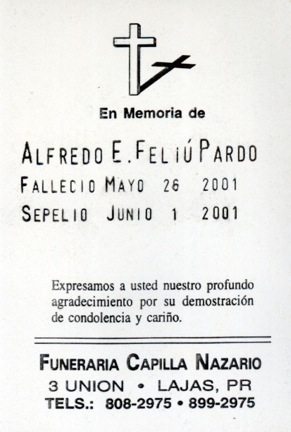 En Memoria de
ALFREDO E. FELIÚ PARDO
FALLECIO MAYO 26 2001
SEPELIO JUNIO 1 2001
Expresamos a usted nuestro profundo
agradecimiento por su demostración
de condolencia y cariño.
FUNERARIA CAPILLA NAZARIO
3 UNION • LAJAS, PR
TELS.: 808-2975 • 899-2975